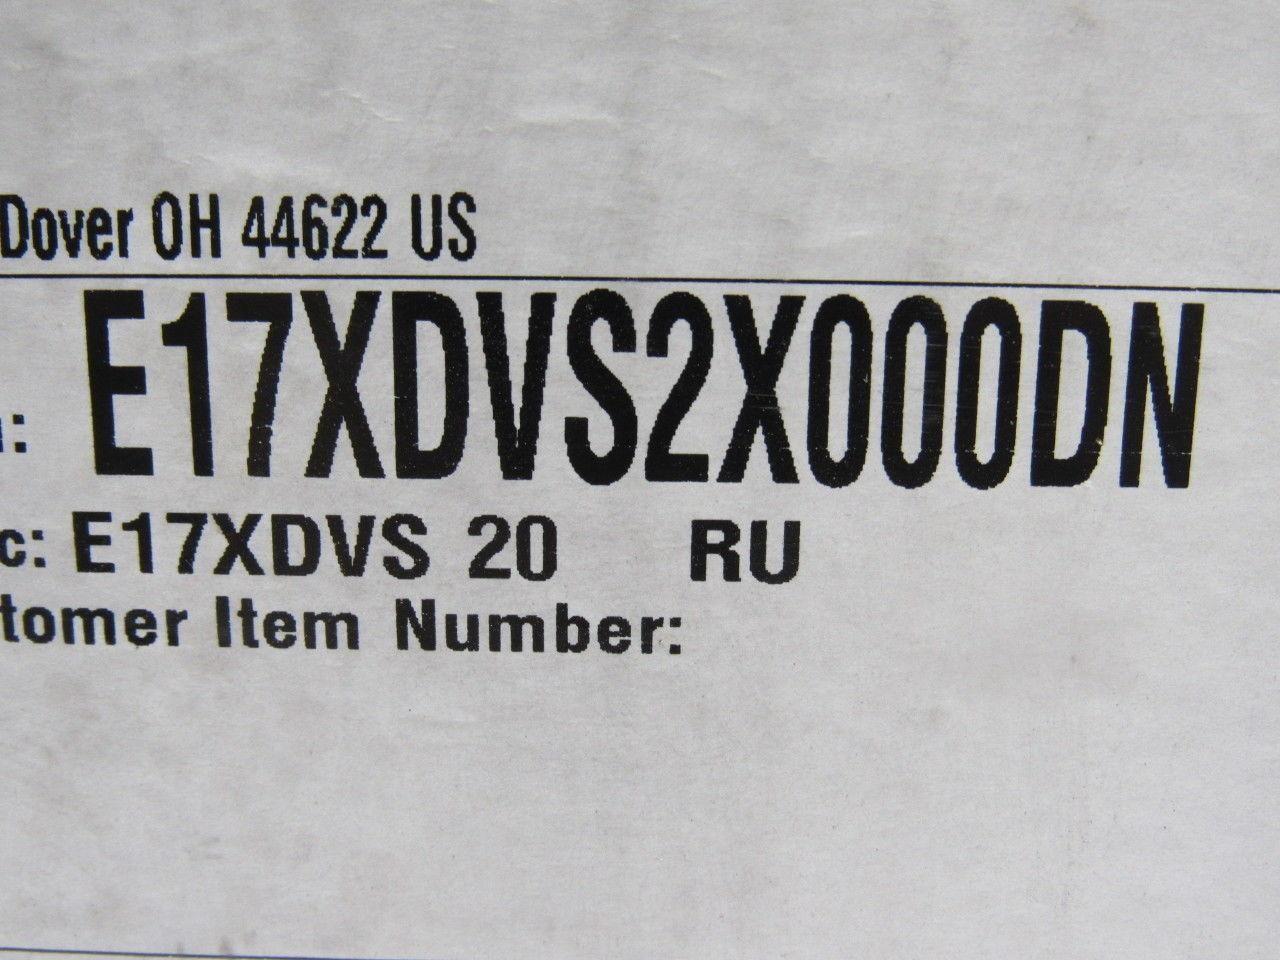 Dover OH 44622 US
: E17XDVS2X000DN
c: E17XDVS 20 RU
tomer Item Number: